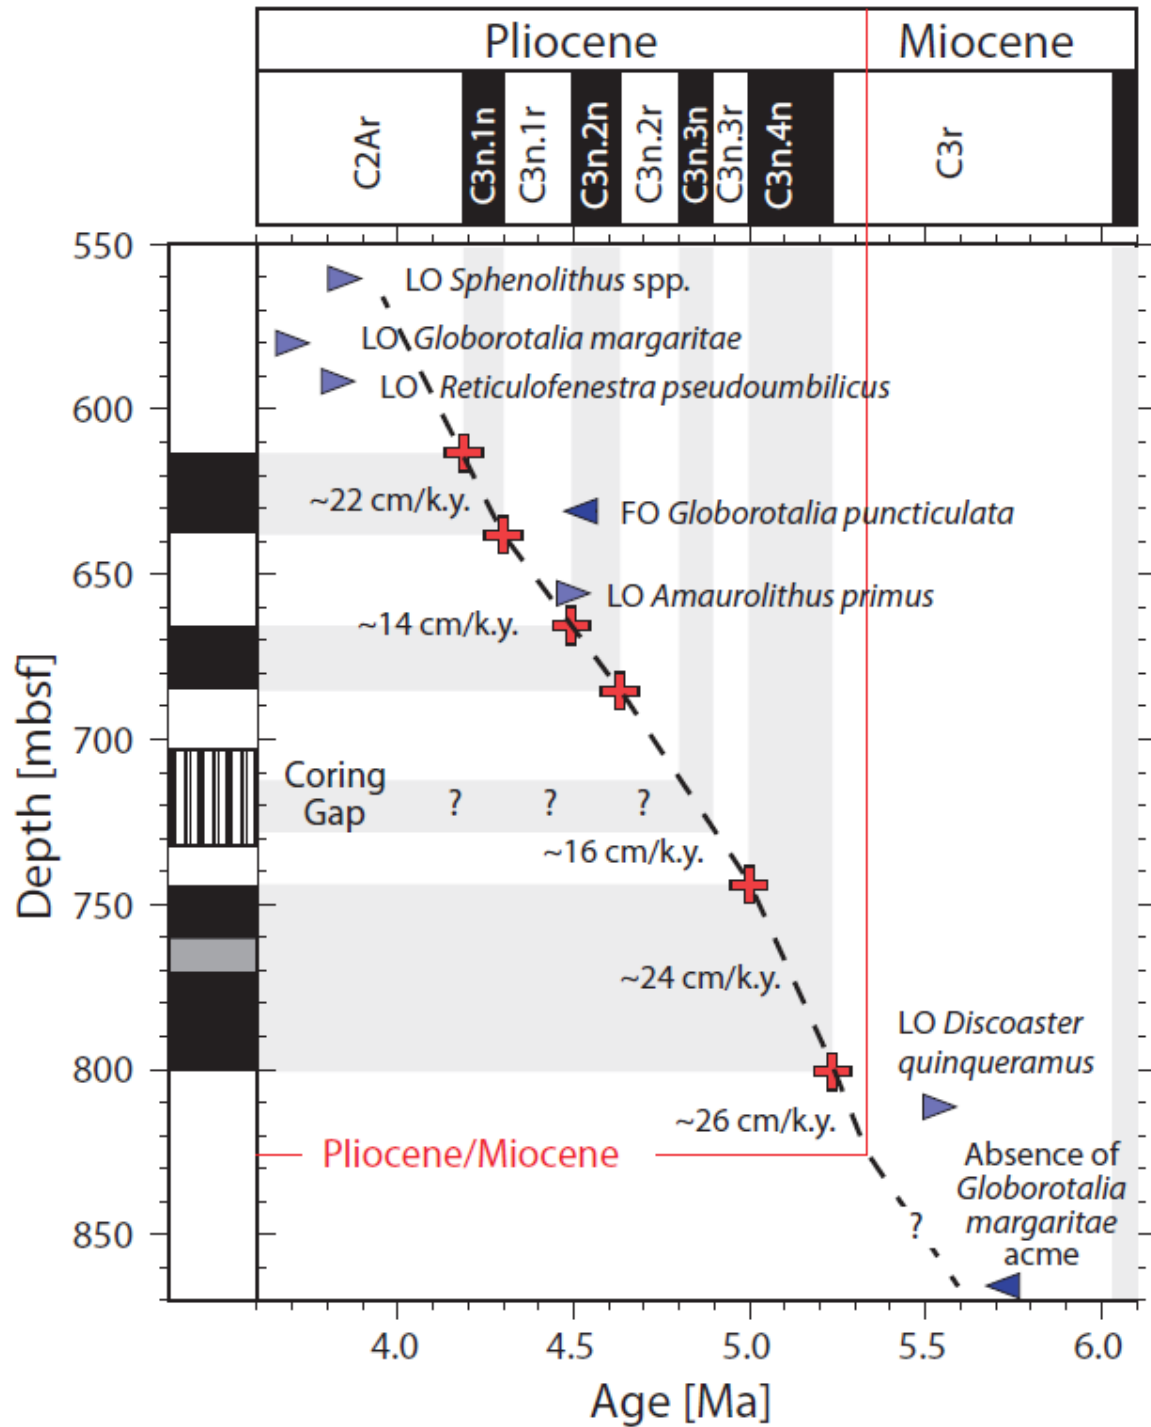 Pliocene Miocene
C2Ar C3n.1n C3n.1r C3n.2n C3n.2r C3n.3n C3n.3r C3n.4n C3r
550
LO Sphenolithus spp.
LO Globorotalia margaritae
LO Reticulofenestra pseudoumbilicus
600
~22 cm/k.y.
FO Globorotalia puncticulata
650
LO Amaurolithus primus
~14 cm/k.y.
700
Coring
Gap
? ? ?
~16 cm/k.y.
750
~24 cm/k.y.
800
LO Discoaster
quinqueramus
~26 cm/k.y.
Pliocene/Miocene
Absence of
Globorotalia
margaritae
acme
?
850
Depth [mbsf]
4.0 4.5 5.0 5.5 6.0
Age [Ma]